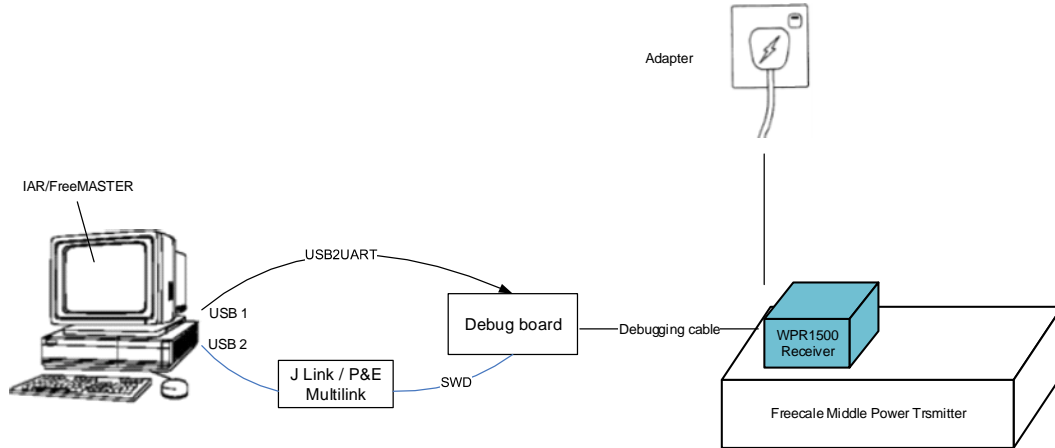 Adapter
IAR/FreeMASTER
USB2UART
USB 1
USB 2
Debug board
Debugging cable
WPR1500
Receiver
J Link / P&E
Multilink
SWD
Freecale Middle Power Trsmitter